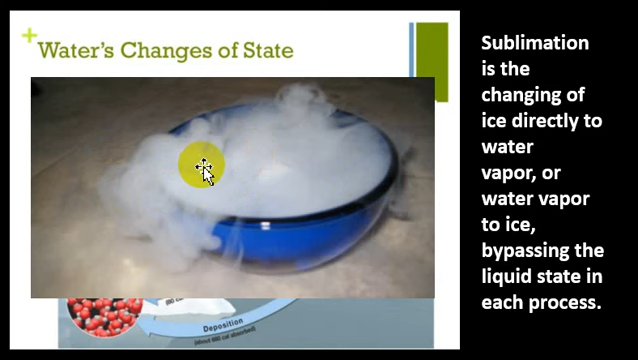 Water's Changes of State
Sublimation
is the
changing of
ice directly to
water
vapor, or
water vapor
to ice,
bypassing the
liquid state in
each process.
Deposition